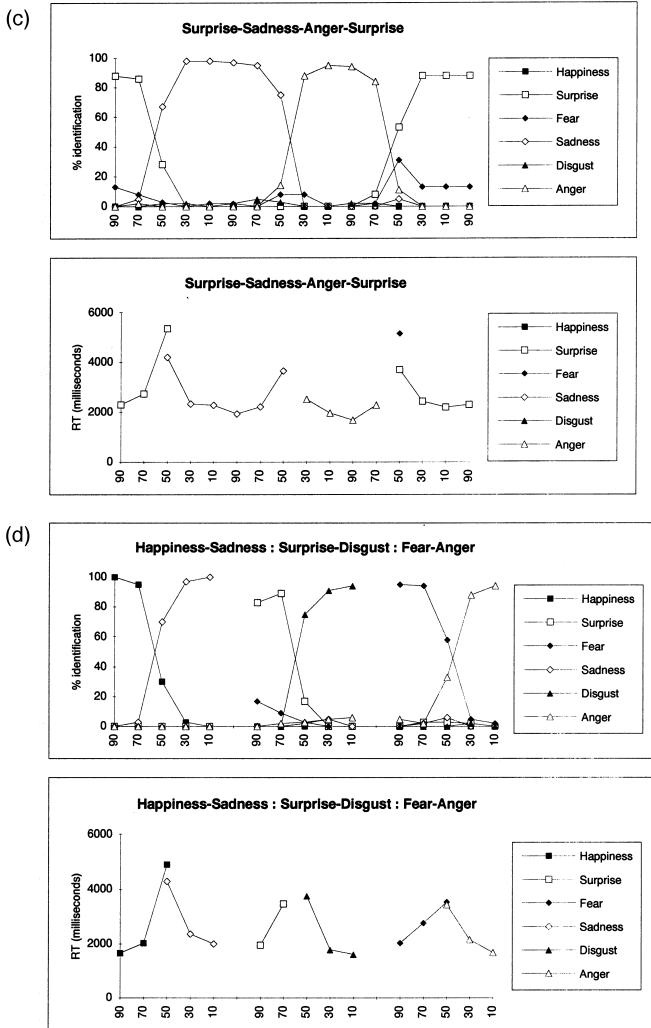 (c)
Surprise-Sadness-Anger-Surprise
% identification
100
80
60
40
20
0
90 70 50 30 10 90 70 50 30 10 90 70 50 30 10 90
Happiness
Surprise
Fear
Sadness
Disgust
Anger
Surprise-Sadness-Anger-Surprise
RT (milliseconds)
6000
4000
2000
0
90 70 50 30 10 90 70 50 30 10 90 70 50 30 10 90
Happiness
Surprise
Fear
Sadness
Disgust
Anger
(d)
Happiness-Sadness : Surprise-Disgust : Fear-Anger
% identification
100
80
60
40
20
0
90 70 50 30 10 90 70 50 30 10 90 70 50 30 10
Happiness
Surprise
Fear
Sadness
Disgust
Anger
Happiness-Sadness : Surprise-Disgust : Fear-Anger
RT (milliseconds)
6000
4000
2000
0
90 70 50 30 10 90 70 50 30 10 90 70 50 30 10
Happiness
Surprise
Fear
Sadness
Disgust
Anger